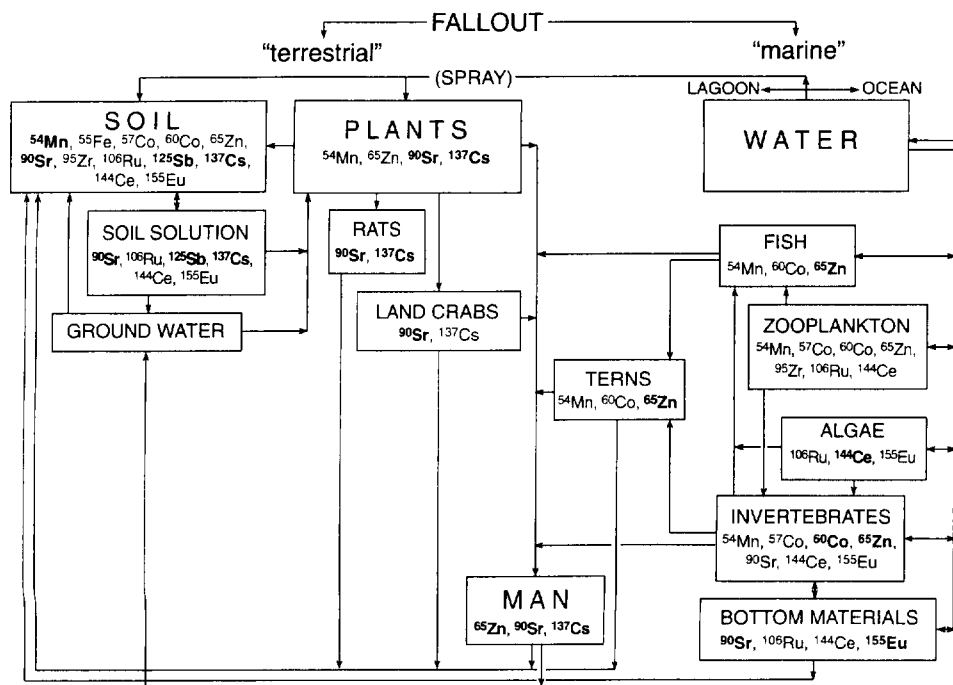 FALLOUT
“terrestrial”
“marine”
(SPRAY)
LAGOON
OCEAN
SOIL
⁵⁴Mn, ⁵⁵Fe, ⁵⁷Co, ⁶⁰Co, ⁶⁵Zn,
⁹⁰Sr, ⁹⁵Zr, ¹⁰⁶Ru, ¹²⁵Sb, ¹³⁷Cs,
¹⁴⁴Ce, ¹⁵⁵Eu
PLANTS
⁵⁴Mn, ⁶⁵Zn, ⁹⁰Sr, ¹³⁷Cs
WATER
SOIL SOLUTION
⁹⁰Sr, ¹⁰⁶Ru, ¹²⁵Sb, ¹³⁷Cs,
¹⁴⁴Ce, ¹⁵⁵Eu
RATS
⁹⁰Sr, ¹³⁷Cs
FISH
⁵⁴Mn, ⁶⁰Co, ⁶⁵Zn
GROUND WATER
LAND CRABS
⁹⁰Sr, ¹³⁷Cs
ZOOPLANKTON
⁵⁴Mn, ⁵⁷Co, ⁶⁰Co, ⁶⁵Zn,
⁹⁵Zr, ¹⁰⁶Ru, ¹⁴⁴Ce
TERNS
⁵⁴Mn, ⁶⁰Co, ⁶⁵Zn
ALGAE
¹⁰⁶Ru, ¹⁴⁴Ce, ¹⁵⁵Eu
INVERTEBRATES
⁵⁴Mn, ⁵⁷Co, ⁶⁰Co, ⁶⁵Zn,
⁹⁰Sr, ¹⁴⁴Ce, ¹⁵⁵Eu
MAN
⁶⁵Zn, ⁹⁰Sr, ¹³⁷Cs
BOTTOM MATERIALS
⁹⁰Sr, ¹⁰⁶Ru, ¹⁴⁴Ce, ¹⁵⁵Eu